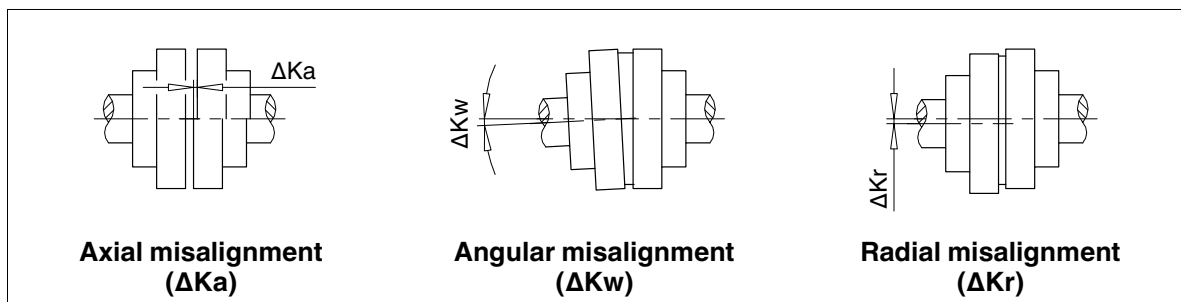 ΔKa
ΔKw
ΔKr
Axial misalignment
(ΔKa)
Angular misalignment
(ΔKw)
Radial misalignment
(ΔKr)